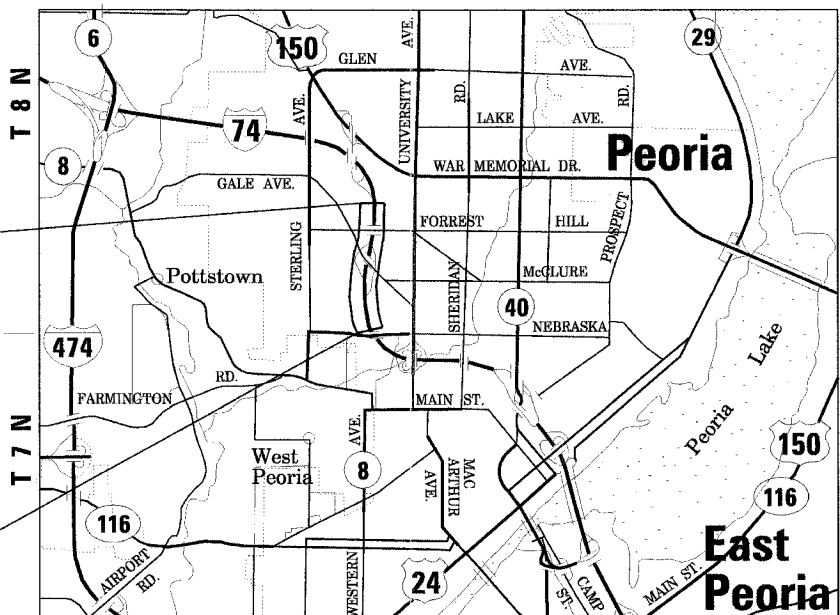 6
150
AVE.
29
GLEN
AVE.
T 8 N
AVE.
UNIVERSITY
RD.
RD.
74
LAKE AVE.
8
WAR MEMORIAL DR.
Peoria
GALE AVE.
FORREST HILL
PROSPECT
STERLING
Pottstown
McCLURE
SHERIDAN
40
NEBRASKA
474
Peoria Lake
RD.
FARMINGTON
MAIN ST.
T 7 N
AVE.
West
Peoria
8
MAC
ARTHUR
AVE.
150
116
116
East
Peoria
AIRPORT
RD.
WESTERN
24
CAMP
ST.
MAIN ST.